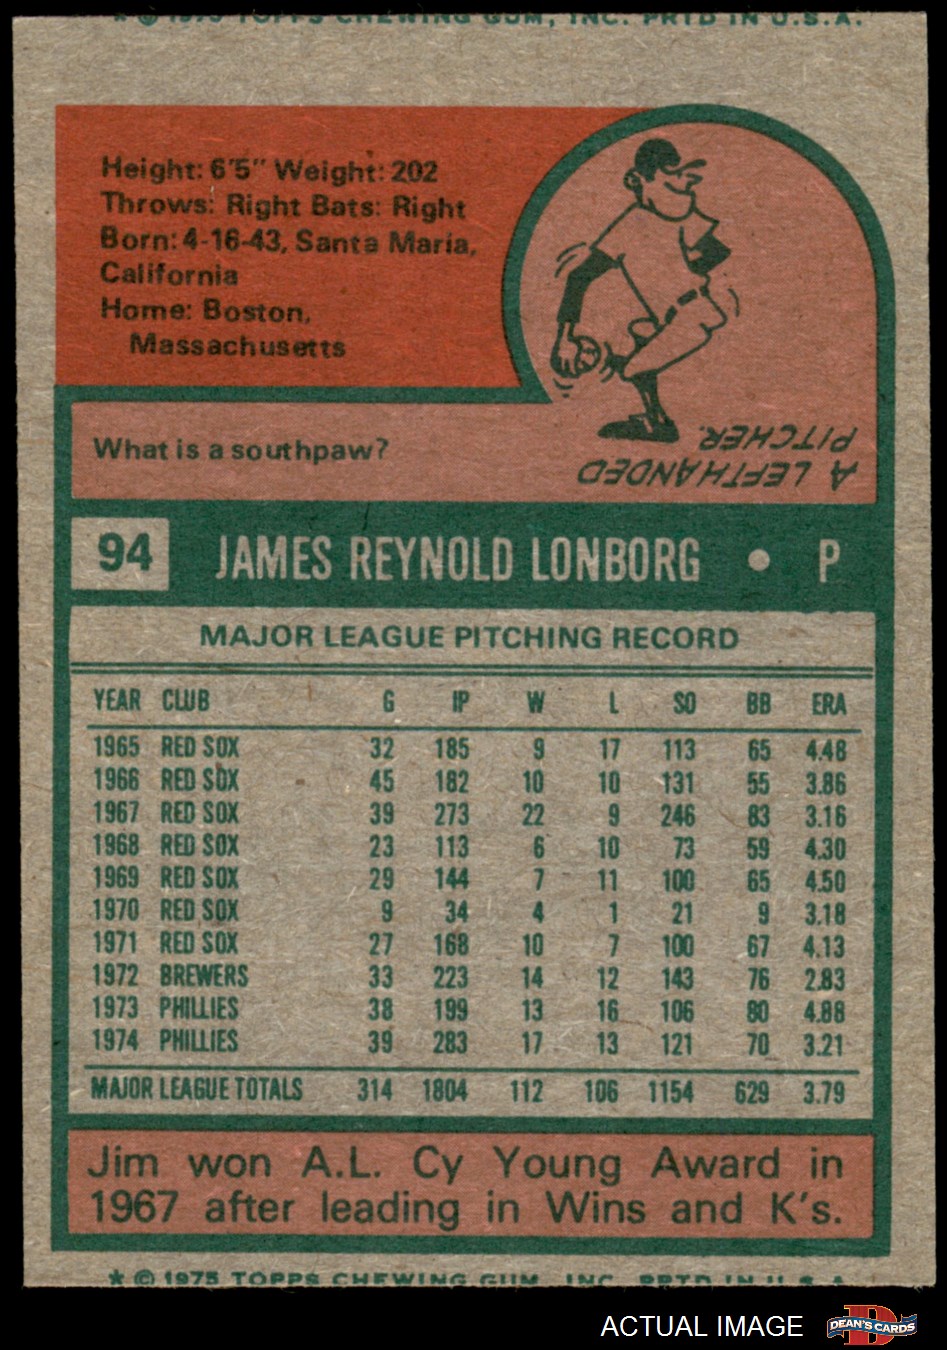 © 1975 TOPPS CHEWING GUM, INC. PRTD IN U.S.A.
Height: 6'5" Weight: 202
Throws: Right Bats: Right
Born: 4-16-43, Santa Maria,
California
Home: Boston,
Massachusetts
What is a southpaw?
A LEFTHANDED
PITCHER.
94 JAMES REYNOLD LONBORG • P
MAJOR LEAGUE PITCHING RECORD
YEAR CLUB G IP W L SO BB ERA
1965 RED SOX 32 185 9 17 113 65 4.48
1966 RED SOX 45 182 10 10 131 55 3.86
1967 RED SOX 39 273 22 9 246 83 3.16
1968 RED SOX 23 113 6 10 73 59 4.30
1969 RED SOX 29 144 7 11 100 65 4.50
1970 RED SOX 9 34 4 1 21 9 3.18
1971 RED SOX 27 168 10 7 100 67 4.13
1972 BREWERS 33 223 14 12 143 76 2.83
1973 PHILLIES 38 199 13 16 106 80 4.88
1974 PHILLIES 39 283 17 13 121 70 3.21
MAJOR LEAGUE TOTALS 314 1804 112 106 1154 629 3.79
Jim won A.L. Cy Young Award in
1967 after leading in Wins and K's.
* © 1975 TOPPS CHEWING GUM, INC. PRTD IN U.S.A.
ACTUAL IMAGE
D
DEAN'S CARDS